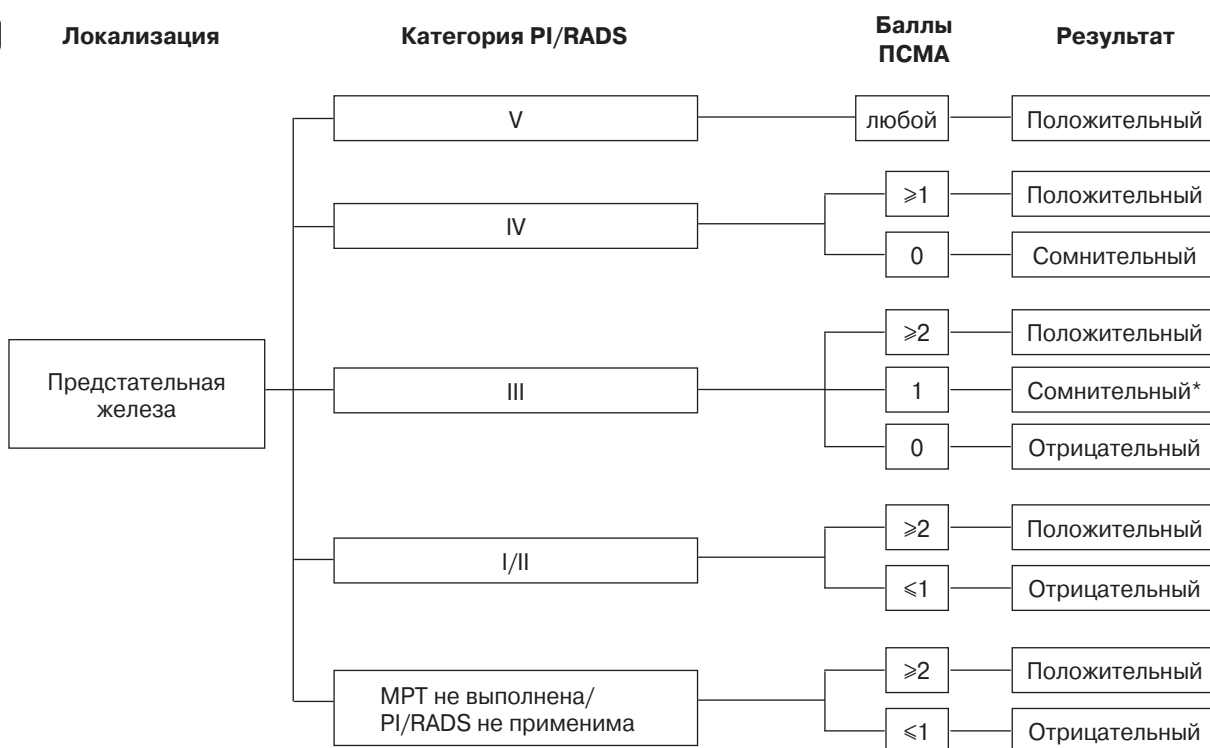 Локализация
Категория PI/RADS
Баллы
ПСМА
Результат
V
любой
Положительный
IV
⩾1
Положительный
0
Сомнительный
Предстательная
железа
III
⩾2
Положительный
1
Сомнительный*
0
Отрицательный
I/II
⩾2
Положительный
⩽1
Отрицательный
МРТ не выполнена/
PI/RADS не применима
⩾2
Положительный
⩽1
Отрицательный